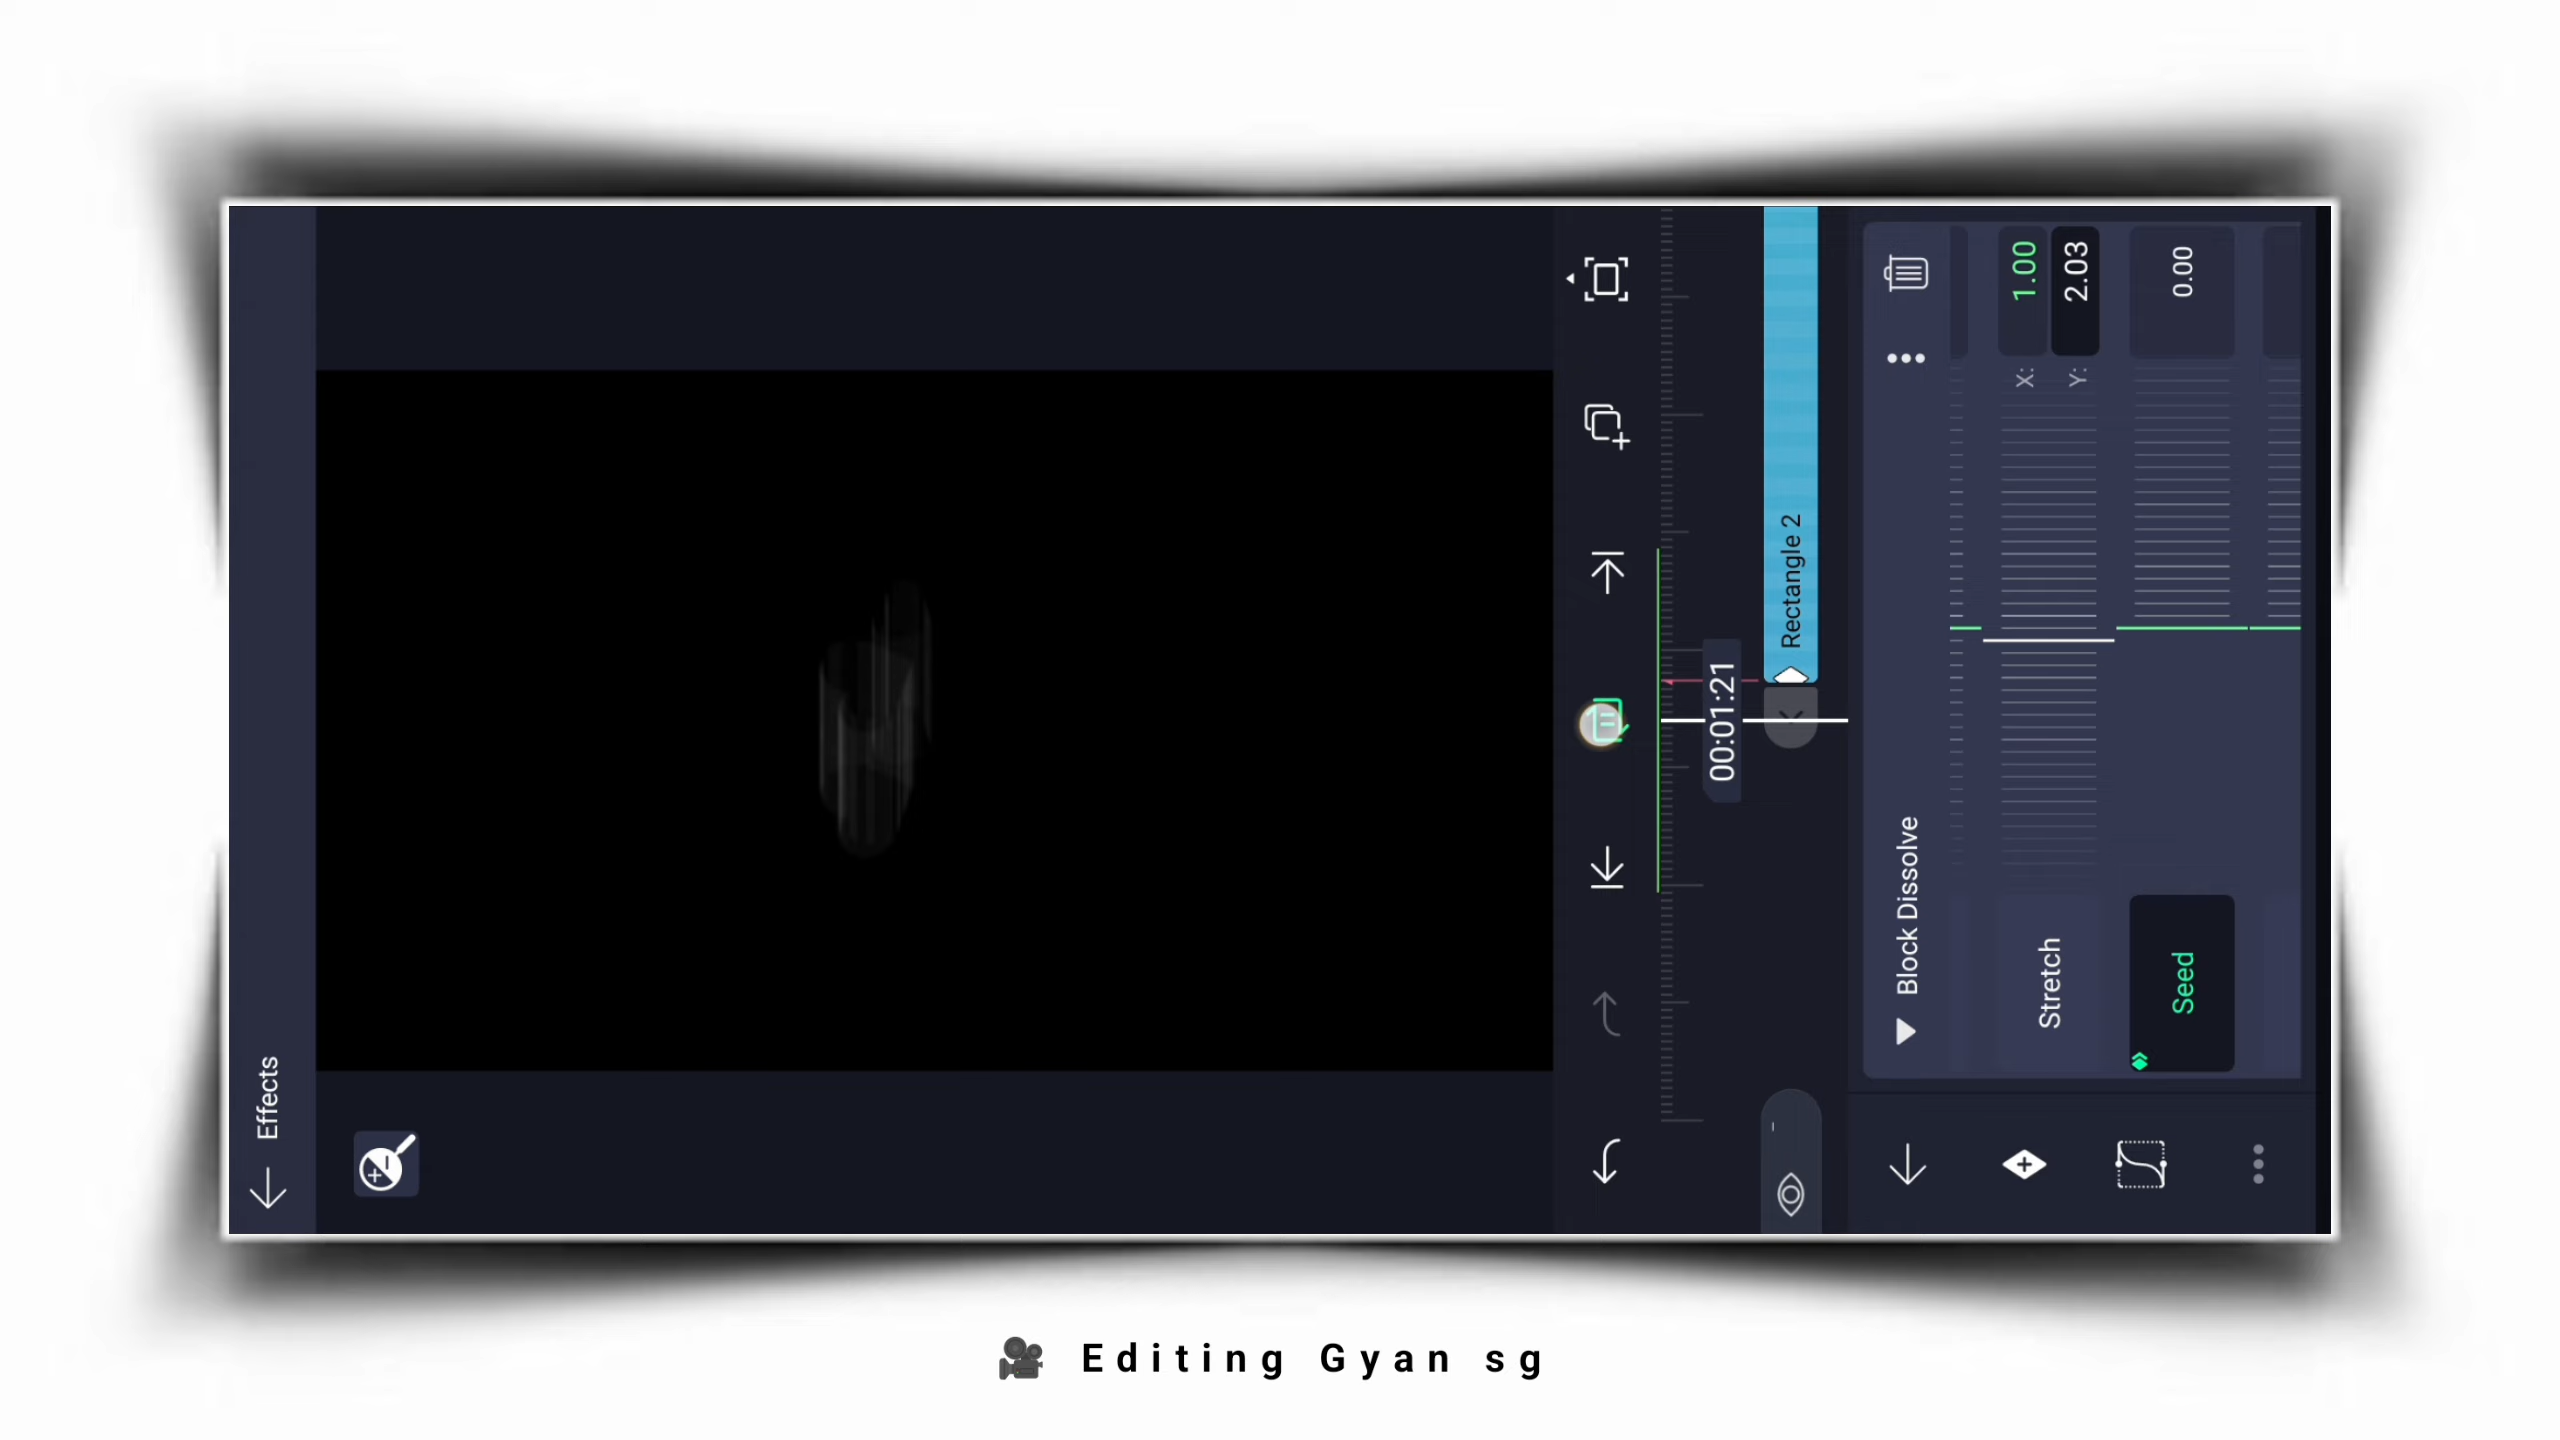 Effects
00:01:21
Rectangle 2
Block Dissolve
Stretch
X: 1.00
Y: 2.03
Seed
0.00
Editing Gyan sg